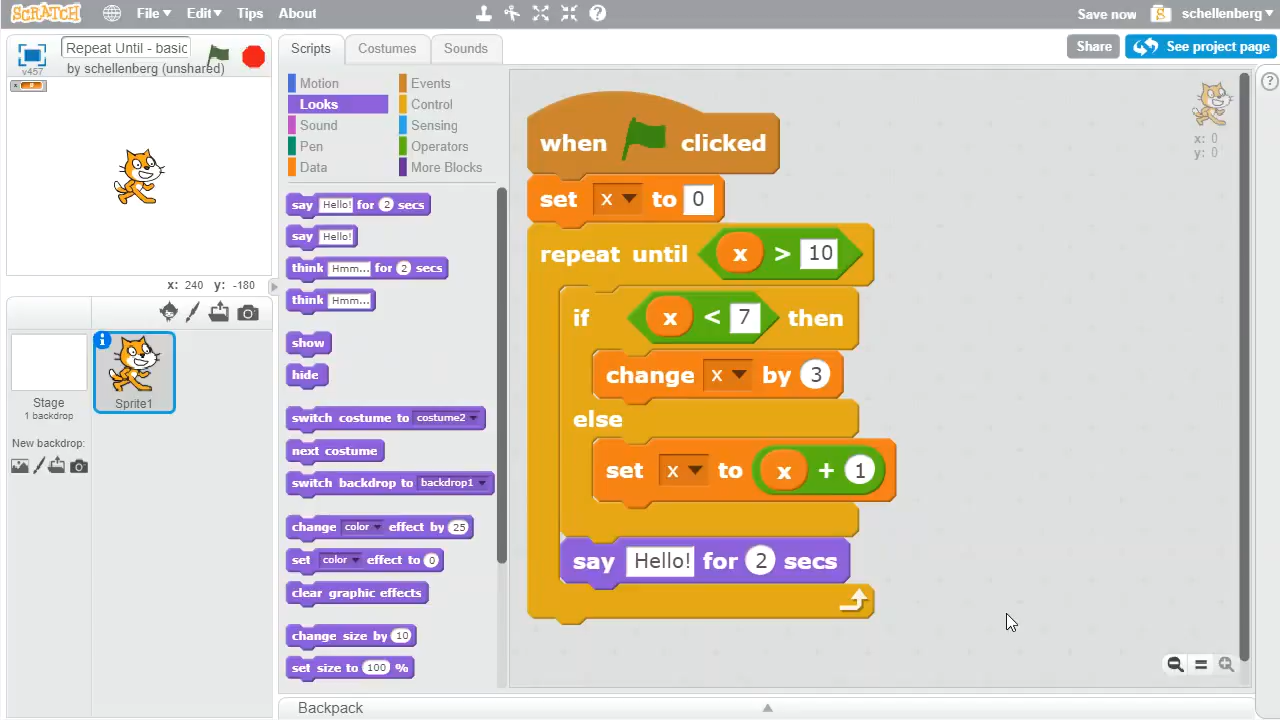 SCRATCH File Edit Tips About Save now schellenberg
Repeat Until - basic
by schellenberg (unshared)
v457
x
Scripts Costumes Sounds Share See project page
Motion Events
Looks Control
Sound Sensing
Pen Operators
Data More Blocks
say Hello! for 2 secs
say Hello!
think Hmm... for 2 secs
think Hmm...
show
hide
switch costume to costume2
next costume
switch backdrop to backdrop1
change color effect by 25
set color effect to 0
clear graphic effects
change size by 10
set size to 100 %
x: 240 y: -180
Stage
1 backdrop
New backdrop:
Sprite1
when clicked
set x to 0
repeat until x > 10
if x < 7 then
change x by 3
else
set x to x + 1
say Hello! for 2 secs
x: 0
y: 0
Backpack